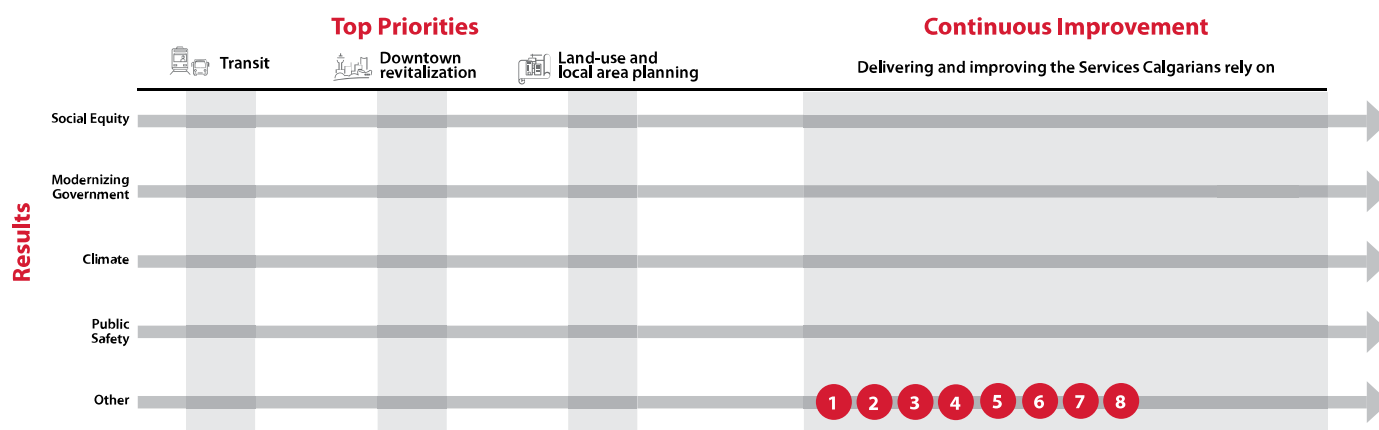 Top Priorities
Continuous Improvement
Transit
Downtown
revitalization
Land-use and
local area planning
Delivering and improving the Services Calgarians rely on
Results
Social Equity
Modernizing
Government
Climate
Public
Safety
Other
1 2 3 4 5 6 7 8